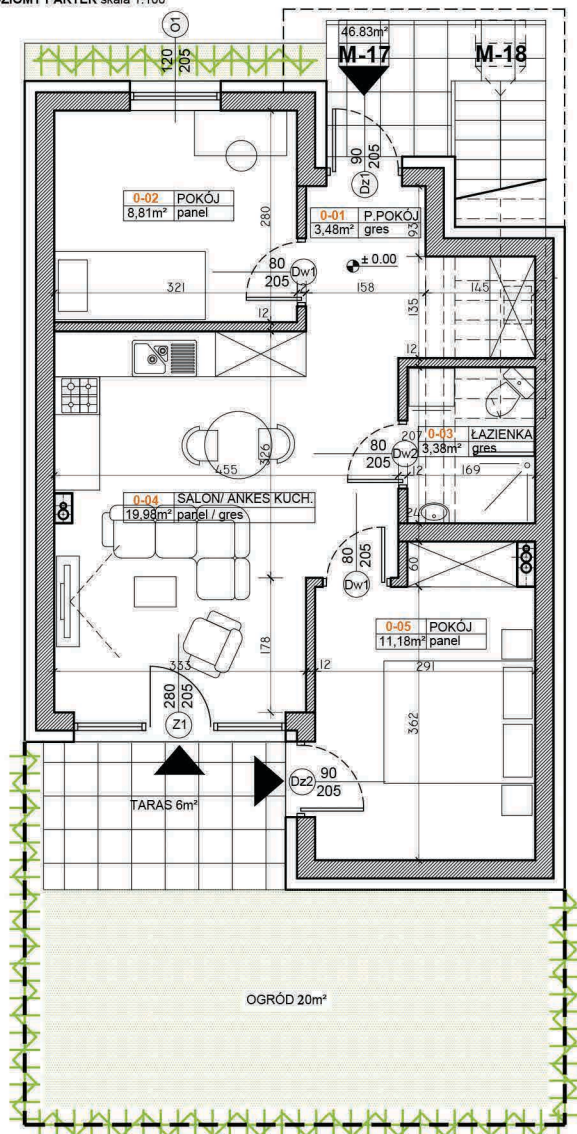 PARTER skala 1:100
O1
120
205
46.83m²
M-17
M-18
90
205
Dz1
0-02 POKÓJ
8,81m² panel
280
0-01 P.POKÓJ
3,48m² gres
93
± 0.00
80
205
Dw1
321
12
158
145
135
12
12
207
0-03 ŁAZIENKA
3,38m² gres
80
205
Dw2
12
169
326
455
0-04 SALON/ ANKES KUCH.
19,98m² panel / gres
24
80
205
Dw1
60
0-05 POKÓJ
11,18m² panel
178
333
12
291
280
205
Z1
362
Dz2
90
205
TARAS 6m²
OGRÓD 20m²